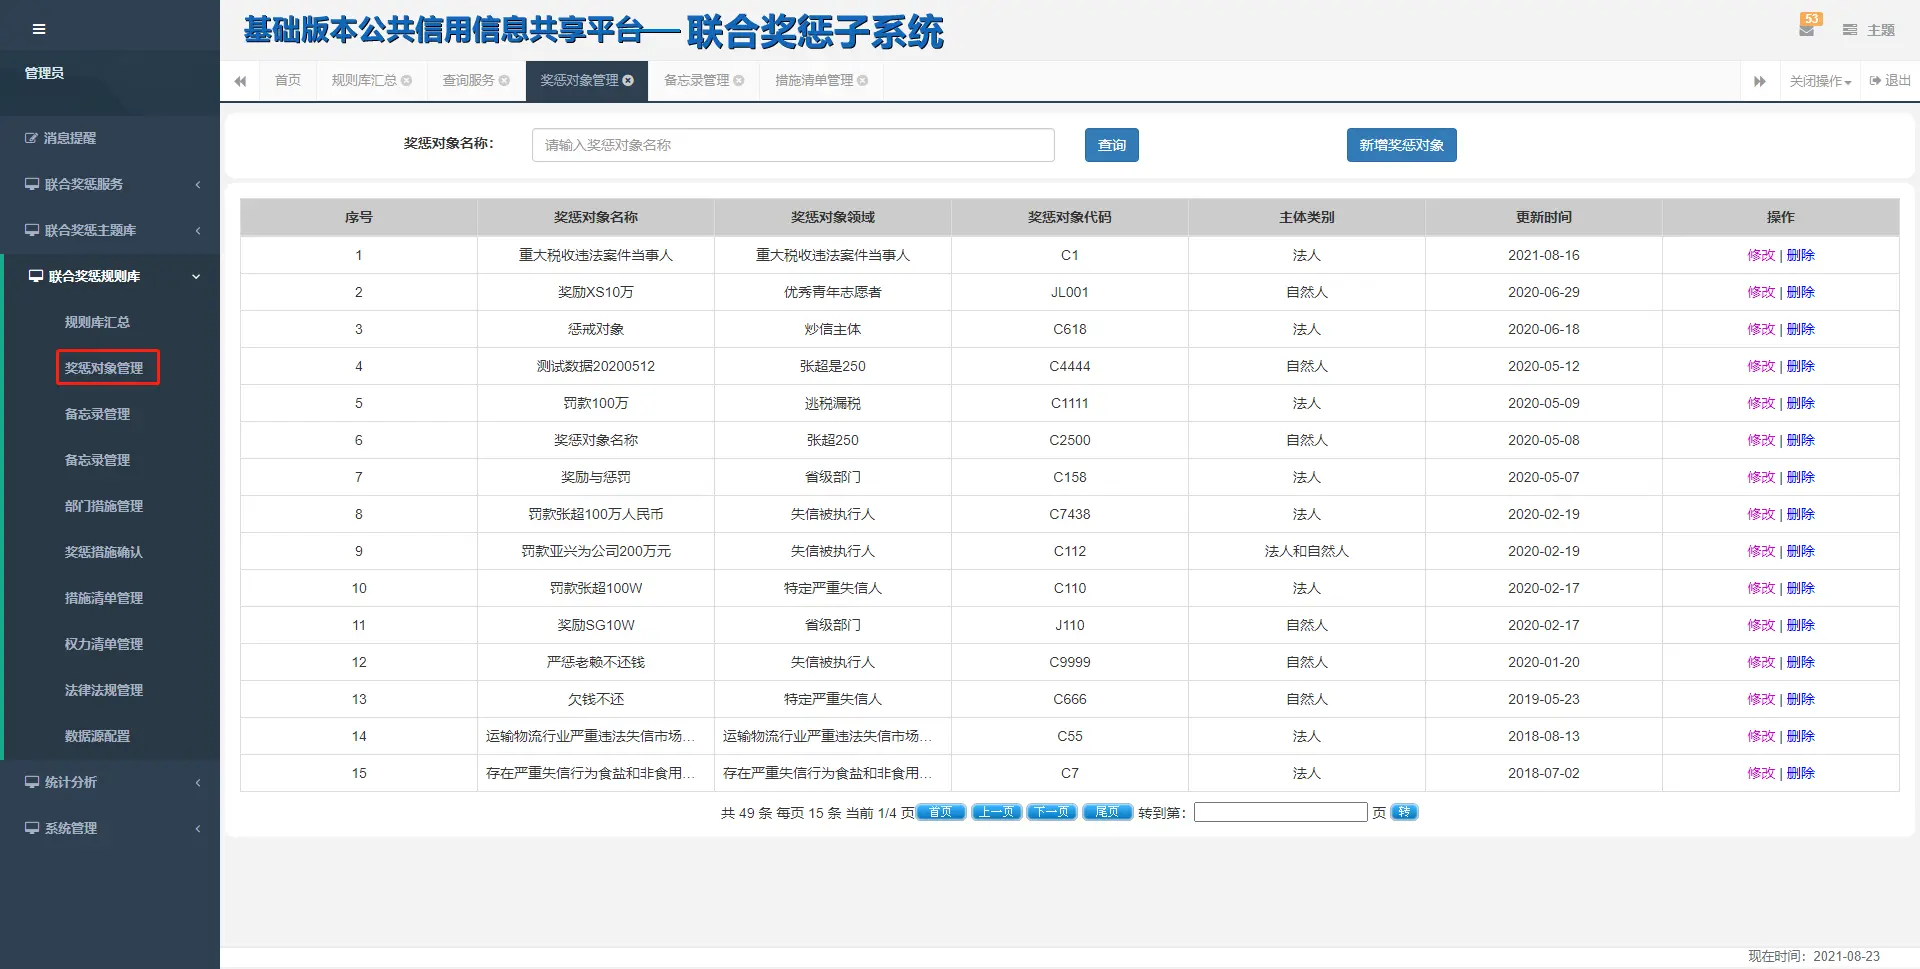 基础版本公共信用信息共享平台—联合奖惩子系统
53
主题
管理员
首页 规则库汇总 查询服务 奖惩对象管理 备忘录管理 措施清单管理 关闭操作 退出
消息提醒
联合奖惩服务
联合奖惩主题库
联合奖惩规则库
规则库汇总
奖惩对象管理
备忘录管理
备忘录管理
部门措施管理
奖惩措施确认
措施清单管理
权力清单管理
法律法规管理
数据源配置
统计分析
系统管理
奖惩对象名称： 请输入奖惩对象名称 查询 新增奖惩对象
序号 奖惩对象名称 奖惩对象领域 奖惩对象代码 主体类别 更新时间 操作
1 重大税收违法案件当事人 重大税收违法案件当事人 C1 法人 2021-08-16 修改 | 删除
2 奖励XS10万 优秀青年志愿者 JL001 自然人 2020-06-29 修改 | 删除
3 惩戒对象 炒信主体 C618 法人 2020-06-18 修改 | 删除
4 测试数据20200512 张超是250 C4444 自然人 2020-05-12 修改 | 删除
5 罚款100万 逃税漏税 C1111 法人 2020-05-09 修改 | 删除
6 奖惩对象名称 张超250 C2500 自然人 2020-05-08 修改 | 删除
7 奖励与惩罚 省级部门 C158 法人 2020-05-07 修改 | 删除
8 罚款张超100万人民币 失信被执行人 C7438 法人 2020-02-19 修改 | 删除
9 罚款亚兴为公司200万元 失信被执行人 C112 法人和自然人 2020-02-19 修改 | 删除
10 罚款张超100W 特定严重失信人 C110 法人 2020-02-17 修改 | 删除
11 奖励SG10W 省级部门 J110 自然人 2020-02-17 修改 | 删除
12 严惩老赖不还钱 失信被执行人 C9999 自然人 2020-01-20 修改 | 删除
13 欠钱不还 特定严重失信人 C666 自然人 2019-05-23 修改 | 删除
14 运输物流行业严重违法失信市场... 运输物流行业严重违法失信市场... C55 法人 2018-08-13 修改 | 删除
15 存在严重失信行为食盐和非食用... 存在严重失信行为食盐和非食用... C7 法人 2018-07-02 修改 | 删除
共 49 条 每页 15 条 当前 1/4 页 首页 上一页 下一页 尾页 转到第： 页 转
现在时间：2021-08-23